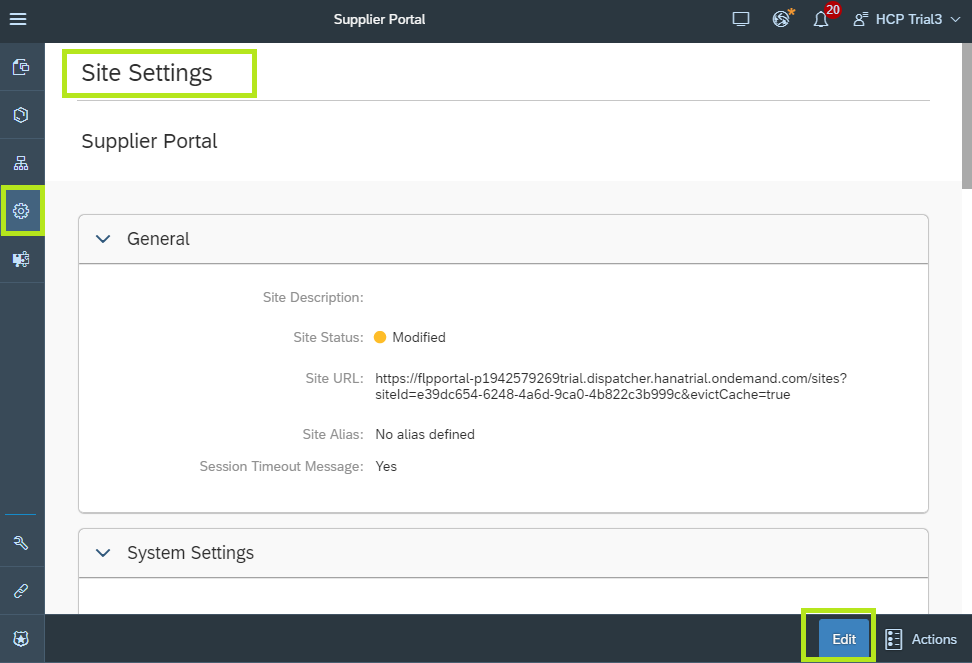 Supplier Portal
20
HCP Trial3
Site Settings
Supplier Portal
General
Site Description:
Site Status: Modified
Site URL: https://flpportal-p1942579269trial.dispatcher.hanatrial.ondemand.com/sites?
siteId=e39dc654-6248-4a6d-9ca0-4b822c3b999c&evictCache=true
Site Alias: No alias defined
Session Timeout Message: Yes
System Settings
Edit
Actions